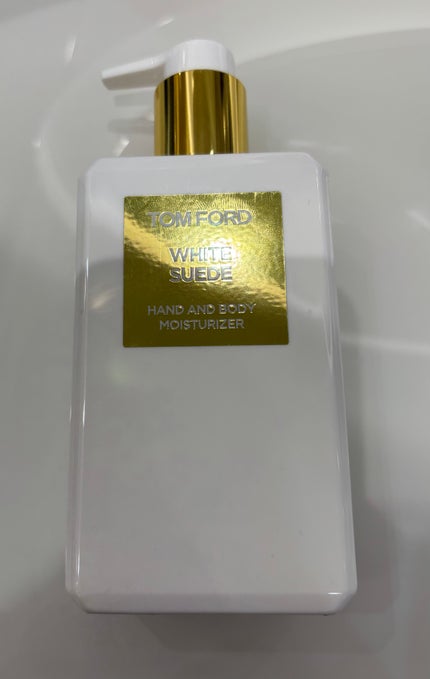 TOM FORD
WHITE
SUEDE
HAND AND BODY
MOISTURIZER